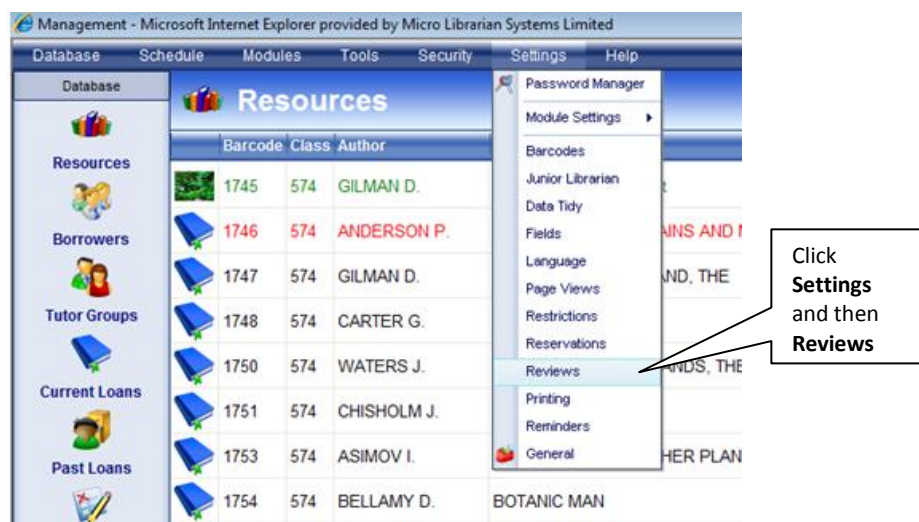 Management - Microsoft Internet Explorer provided by Micro Librarian Systems Limited
Database Schedule Modules Tools Security Settings Help
Database
Resources
Borrowers
Tutor Groups
Current Loans
Past Loans
Resources
Barcode Class Author
1745 574 GILMAN D.
1746 574 ANDERSON P. AINS AND
1747 574 GILMAN D. ND, THE
1748 574 CARTER G.
1750 574 WATERS J. ANDS, THE
1751 574 CHISHOLM J.
1753 574 ASIMOV I. HER PLAN
1754 574 BELLAMY D. BOTANIC MAN
Password Manager
Module Settings
Barcodes
Junior Librarian
Data Tidy
Fields
Language
Page Views
Restrictions
Reservations
Reviews
Printing
Reminders
General
Click
Settings
and then
Reviews